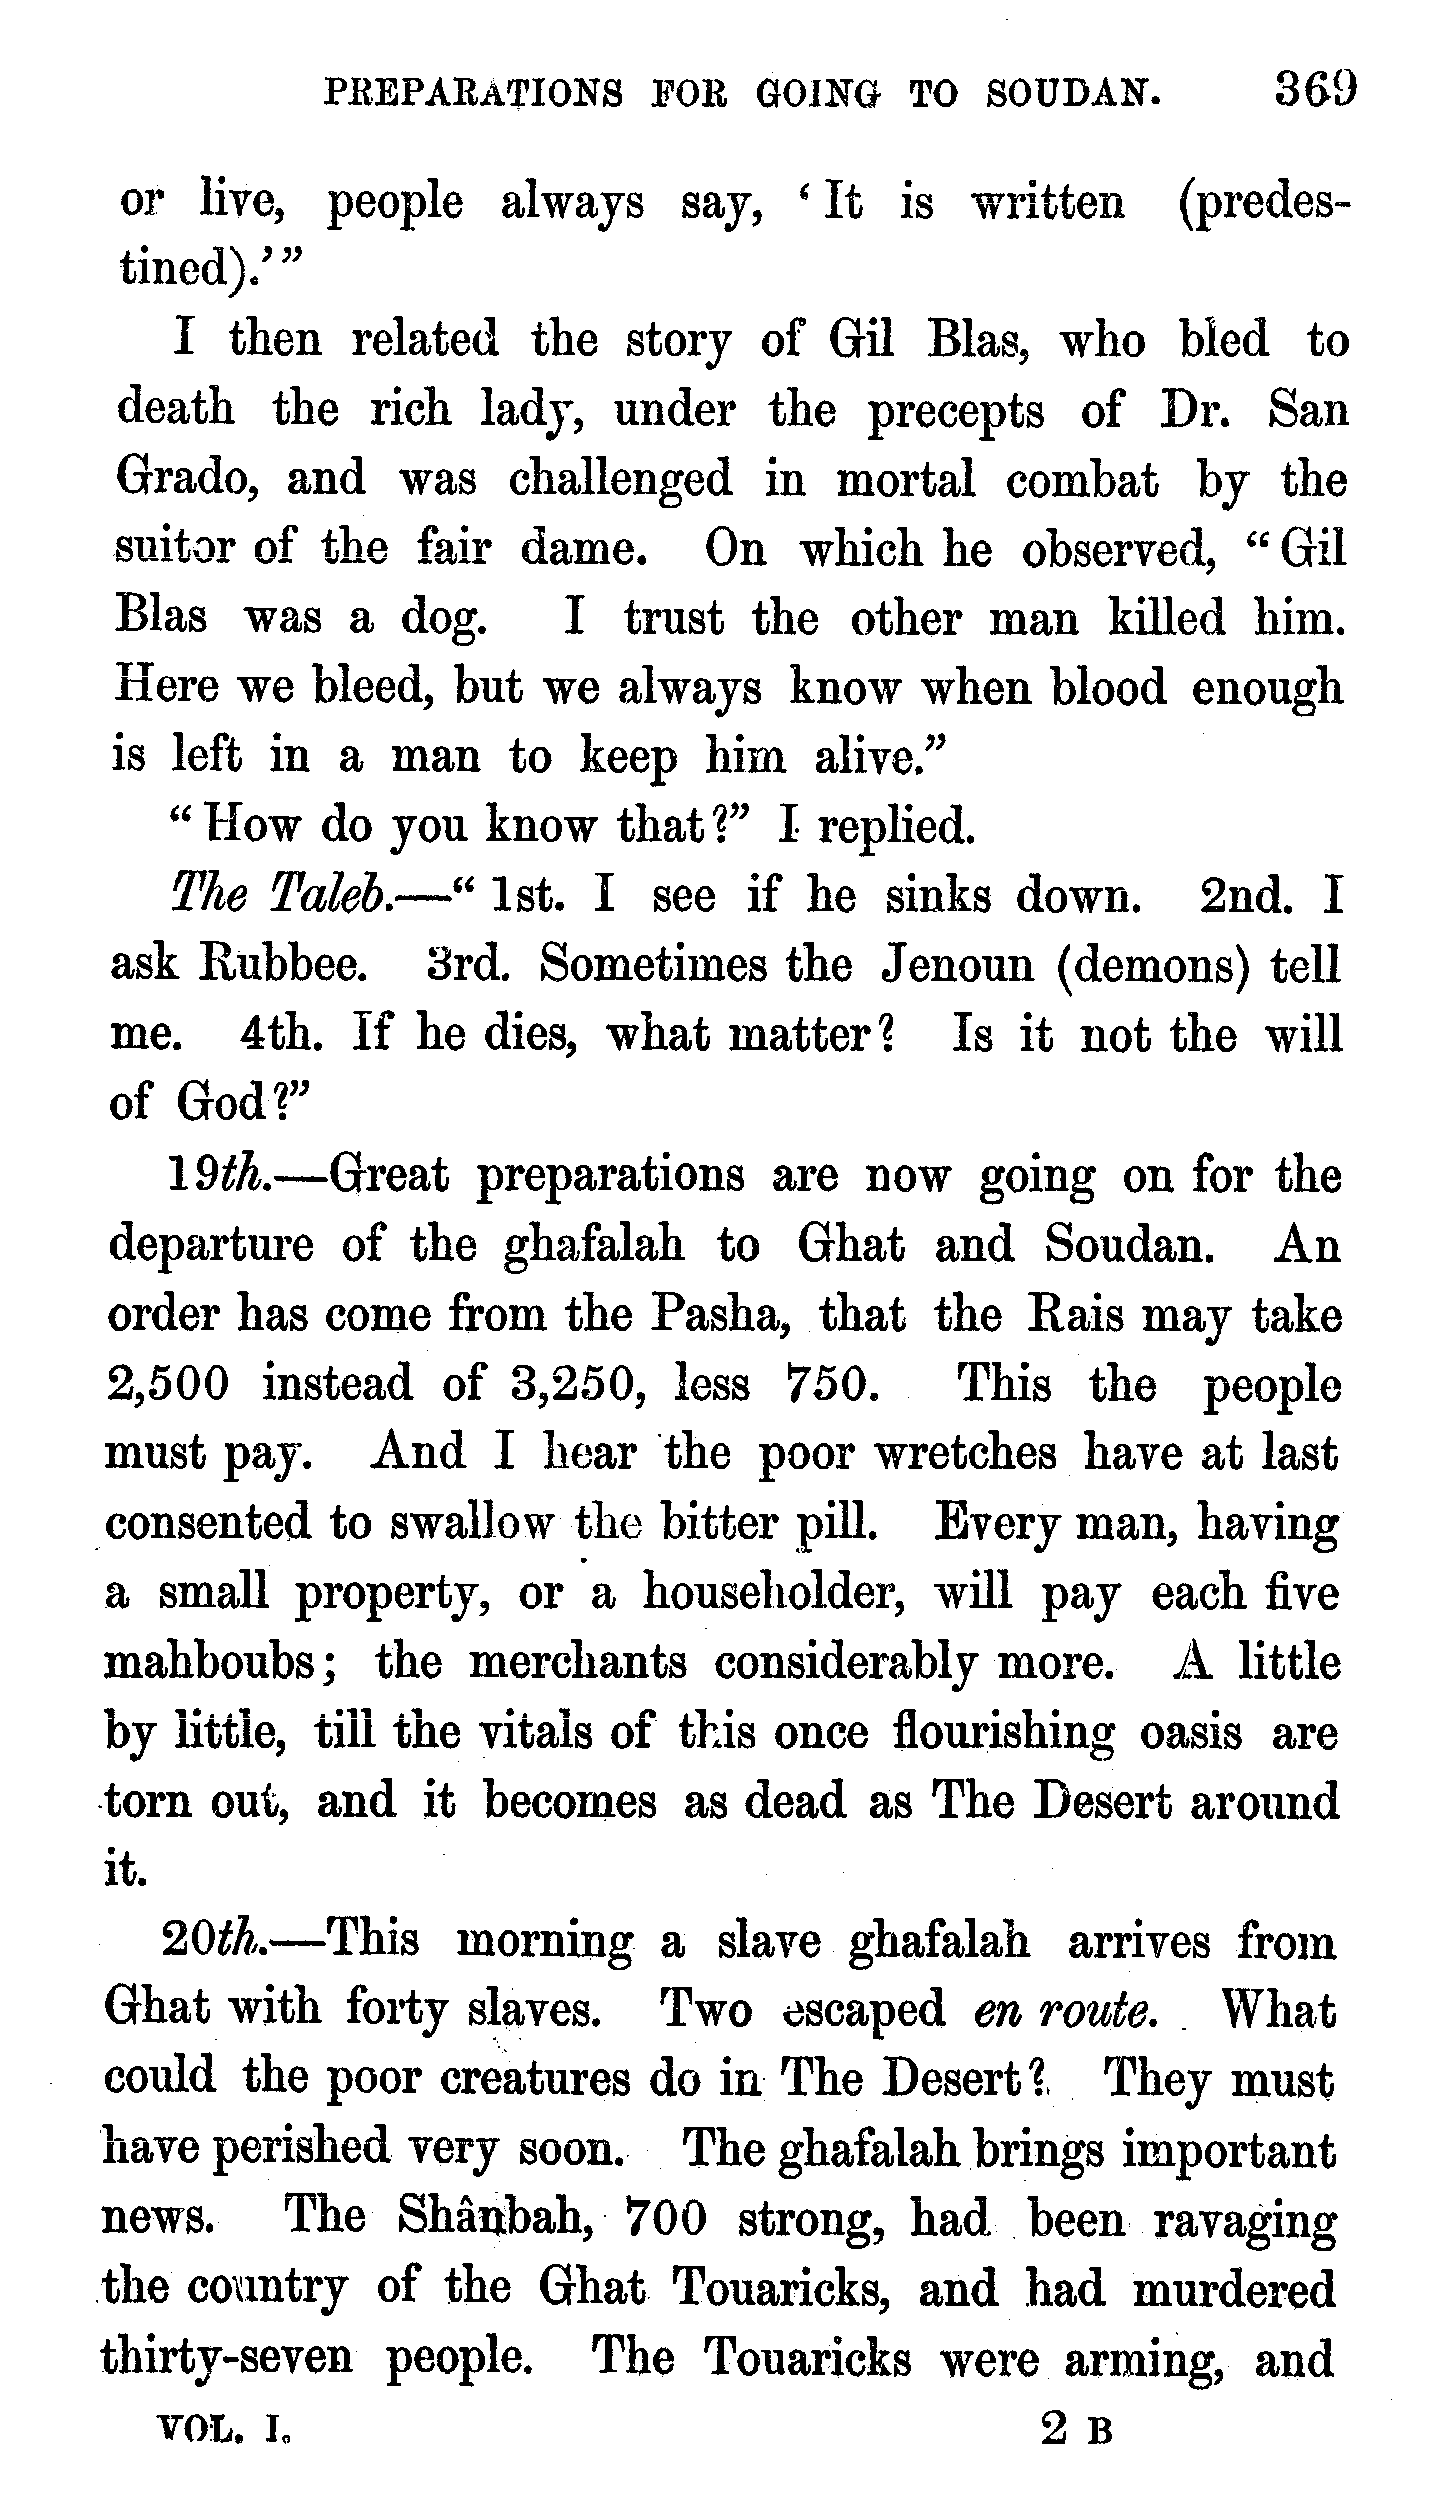 PREPARATIONS FOR GOING TO SOUDAN. 369
or live, people always say, ‘It is written (predes-
tined).’”
I then related the story of Gil Blas, who bled to
death the rich lady, under the precepts of Dr. San
Grado, and was challenged in mortal combat by the
suitor of the fair dame. On which he observed, “Gil
Blas was a dog. I trust the other man killed him.
Here we bleed, but we always know when blood enough
is left in a man to keep him alive.”
“How do you know that?” I replied.
The Taleb.—“1st. I see if he sinks down. 2nd. I
ask Rubbee. 3rd. Sometimes the Jenoun (demons) tell
me. 4th. If he dies, what matter? Is it not the will
of God?”
19th.—Great preparations are now going on for the
departure of the ghafalah to Ghat and Soudan. An
order has come from the Pasha, that the Rais may take
2,500 instead of 3,250, less 750. This the people
must pay. And I hear the poor wretches have at last
consented to swallow the bitter pill. Every man, having
a small property, or a householder, will pay each five
mahboubs; the merchants considerably more. A little
by little, till the vitals of this once flourishing oasis are
torn out, and it becomes as dead as The Desert around
it.
20th.—This morning a slave ghafalah arrives from
Ghat with forty slaves. Two escaped en route. What
could the poor creatures do in The Desert? They must
have perished very soon. The ghafalah brings important
news. The Shânbah, 700 strong, had been ravaging
the country of the Ghat Touaricks, and had murdered
thirty-seven people. The Touaricks were arming, and
VOL. I. 2 B